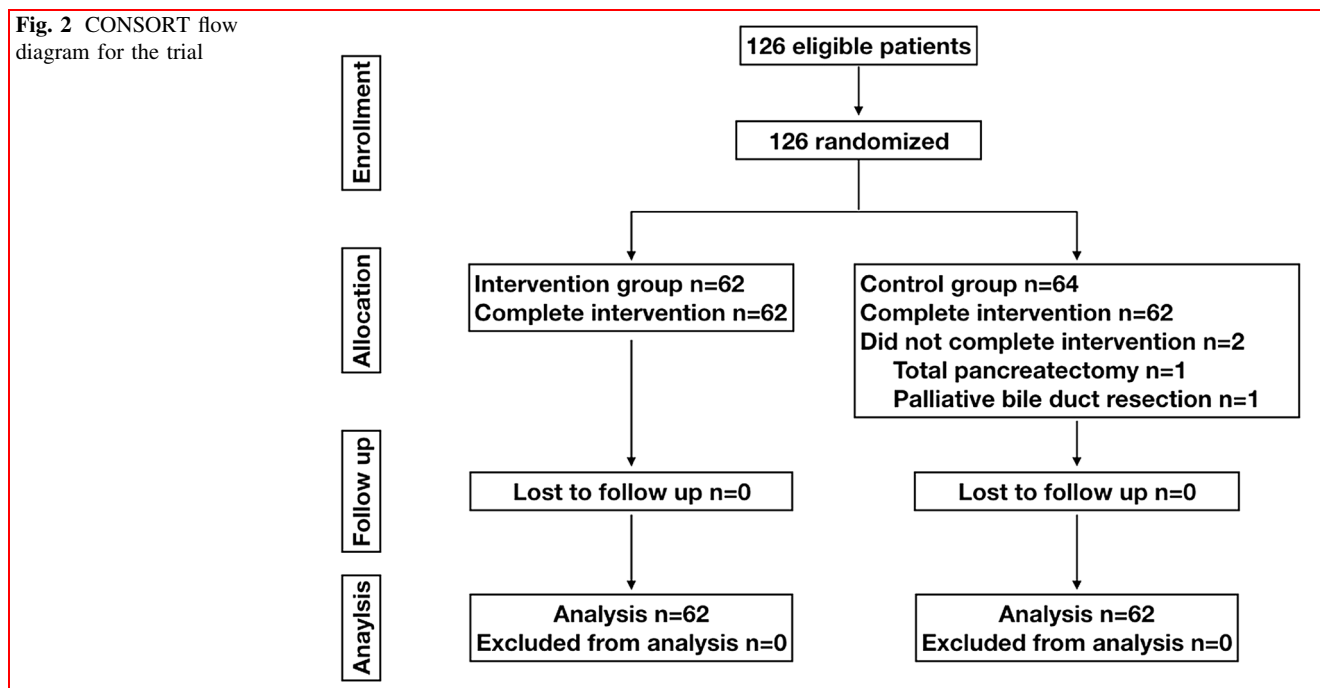 Fig. 2 CONSORT flow
diagram for the trial
Enrollment
126 eligible patients
126 randomized
Allocation
Intervention group n=62
Complete intervention n=62
Control group n=64
Complete intervention n=62
Did not complete intervention n=2
Total pancreatectomy n=1
Palliative bile duct resection n=1
Follow up
Lost to follow up n=0
Lost to follow up n=0
Anaylsis
Analysis n=62
Excluded from analysis n=0
Analysis n=62
Excluded from analysis n=0